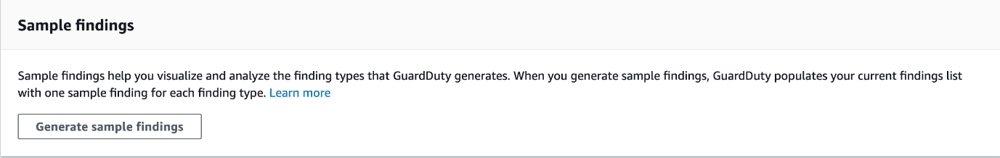 Sample findings
Sample findings help you visualize and analyze the finding types that GuardDuty generates. When you generate sample findings, GuardDuty populates your current findings list
with one sample finding for each finding type. Learn more
Generate sample findings